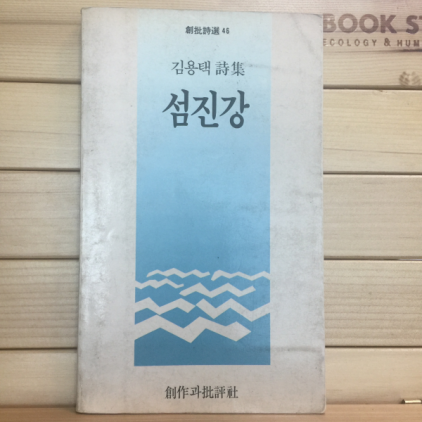 創批詩選 46
김용택 詩集
섬진강
創作과批評社
BOOK ST
ECOLOGY & HUM